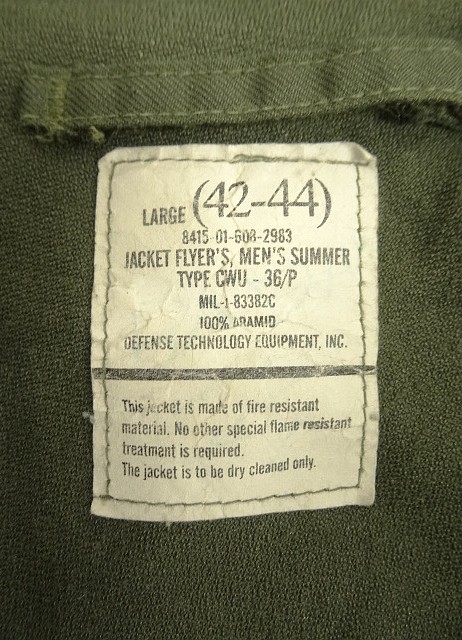 LARGE (42-44)
8415-01-608-2983
JACKET FLYER'S, MEN'S SUMMER
TYPE CWU - 36/P
MIL-J-83382C
100% ARAMID
DEFENSE TECHNOLOGY EQUIPMENT, INC.
This jacket is made of fire resistant
material. No other special flame resistant
treatment is required.
The jacket is to be dry cleaned only.